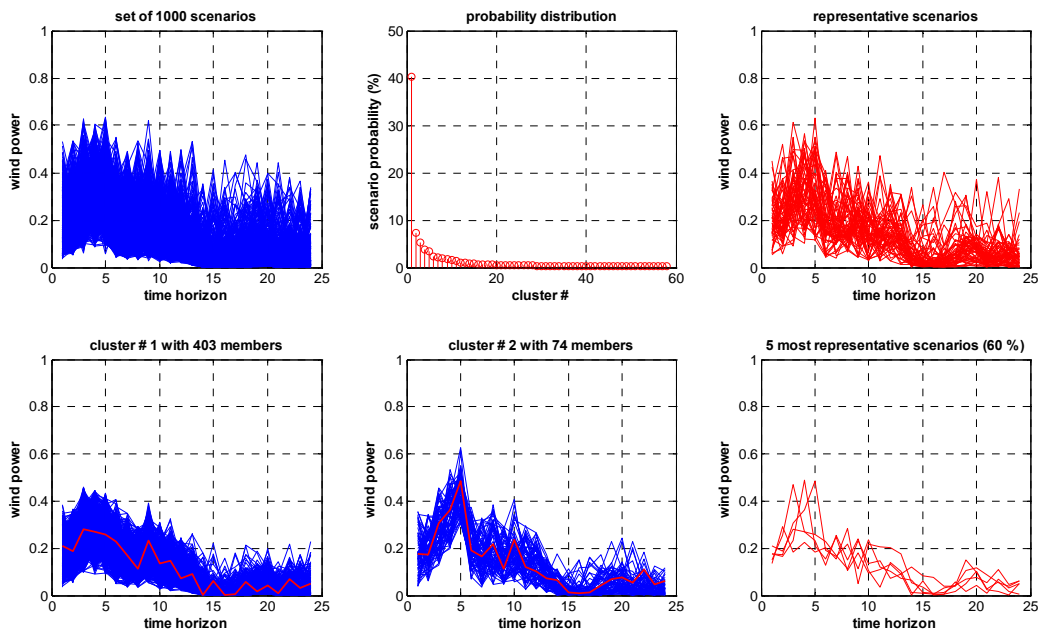 set of 1000 scenarios
1
0.8
0.6
0.4
0.2
0
wind power
0 5 10 15 20 25
time horizon
probability distribution
50
40
30
20
10
0
scenario probability (%)
0 20 40 60
cluster #
representative scenarios
1
0.8
0.6
0.4
0.2
0
wind power
0 5 10 15 20 25
time horizon
cluster # 1 with 403 members
1
0.8
0.6
0.4
0.2
0
wind power
0 5 10 15 20 25
time horizon
cluster # 2 with 74 members
1
0.8
0.6
0.4
0.2
0
wind power
0 5 10 15 20 25
time horizon
5 most representative scenarios (60 %)
1
0.8
0.6
0.4
0.2
0
wind power
0 5 10 15 20 25
time horizon